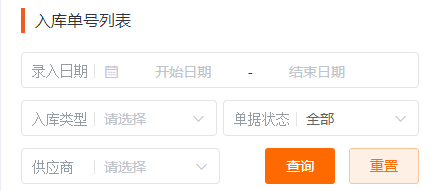 入库单号列表
录入日期 开始日期 - 结束日期
入库类型 请选择 单据状态 全部
供应商 请选择 查询 重置